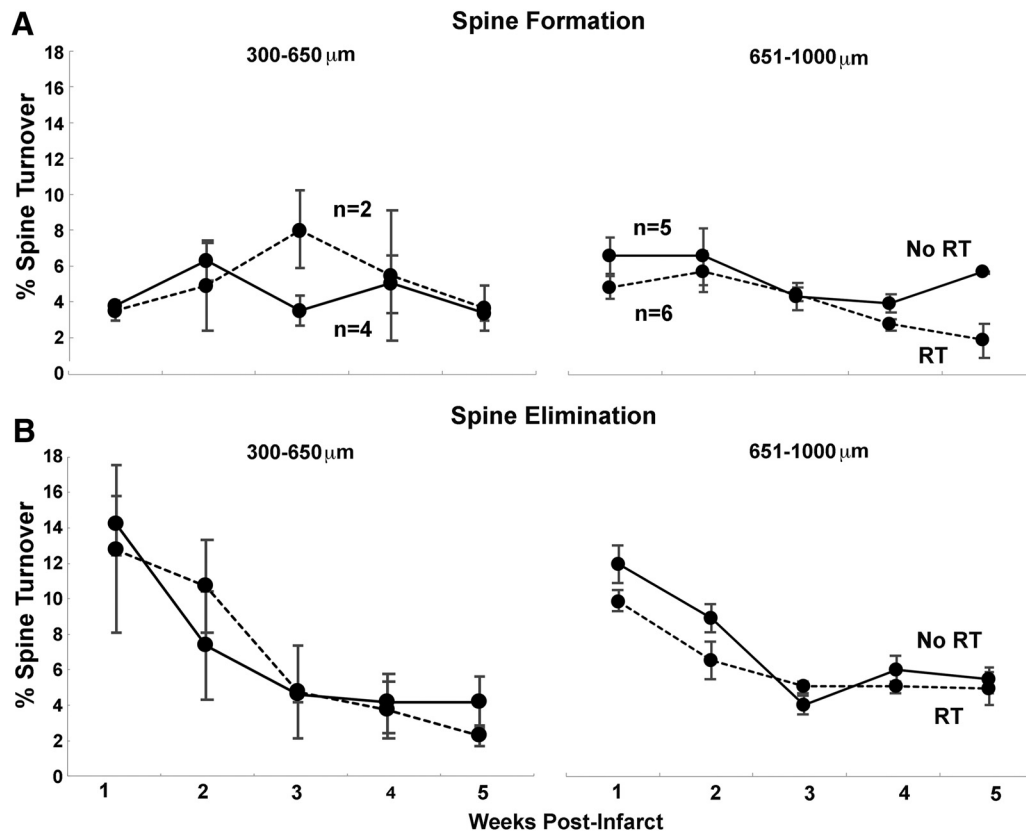 A
Spine Formation
300-650 μm
651-1000 μm
% Spine Turnover
18
16
14
12
10
8
6
4
2
0
n=2
n=4
n=5
n=6
No RT
RT
B
Spine Elimination
300-650 μm
651-1000 μm
% Spine Turnover
18
16
14
12
10
8
6
4
2
0
No RT
RT
1 2 3 4 5 1 2 3 4 5
Weeks Post-Infarct